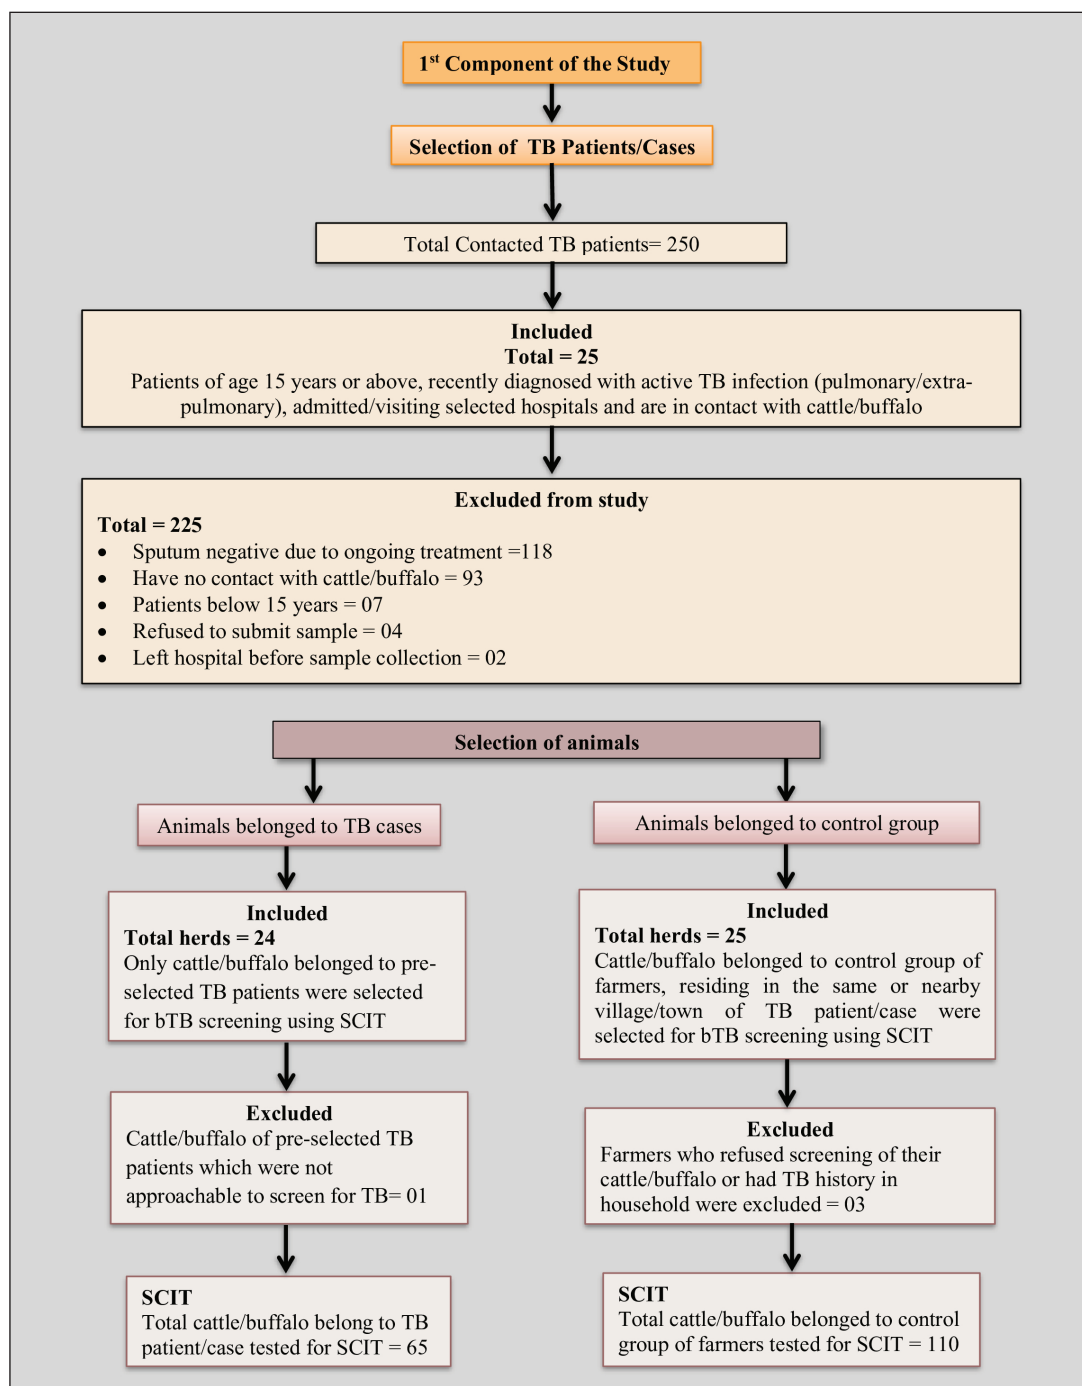 1st Component of the Study
Selection of TB Patients/Cases
Total Contacted TB patients= 250
Included
Total = 25
Patients of age 15 years or above, recently diagnosed with active TB infection (pulmonary/extra-
pulmonary), admitted/visiting selected hospitals and are in contact with cattle/buffalo
Excluded from study
Total = 225
• Sputum negative due to ongoing treatment =118
• Have no contact with cattle/buffalo = 93
• Patients below 15 years = 07
• Refused to submit sample = 04
• Left hospital before sample collection = 02
Selection of animals
Animals belonged to TB cases
Included
Total herds = 24
Only cattle/buffalo belonged to pre-
selected TB patients were selected
for bTB screening using SCIT
Excluded
Cattle/buffalo of pre-selected TB
patients which were not
approachable to screen for TB= 01
SCIT
Total cattle/buffalo belong to TB
patient/case tested for SCIT = 65
Animals belonged to control group
Included
Total herds = 25
Cattle/buffalo belonged to control group of
farmers, residing in the same or nearby
village/town of TB patient/case were
selected for bTB screening using SCIT
Excluded
Farmers who refused screening of their
cattle/buffalo or had TB history in
household were excluded = 03
SCIT
Total cattle/buffalo belonged to control
group of farmers tested for SCIT = 110